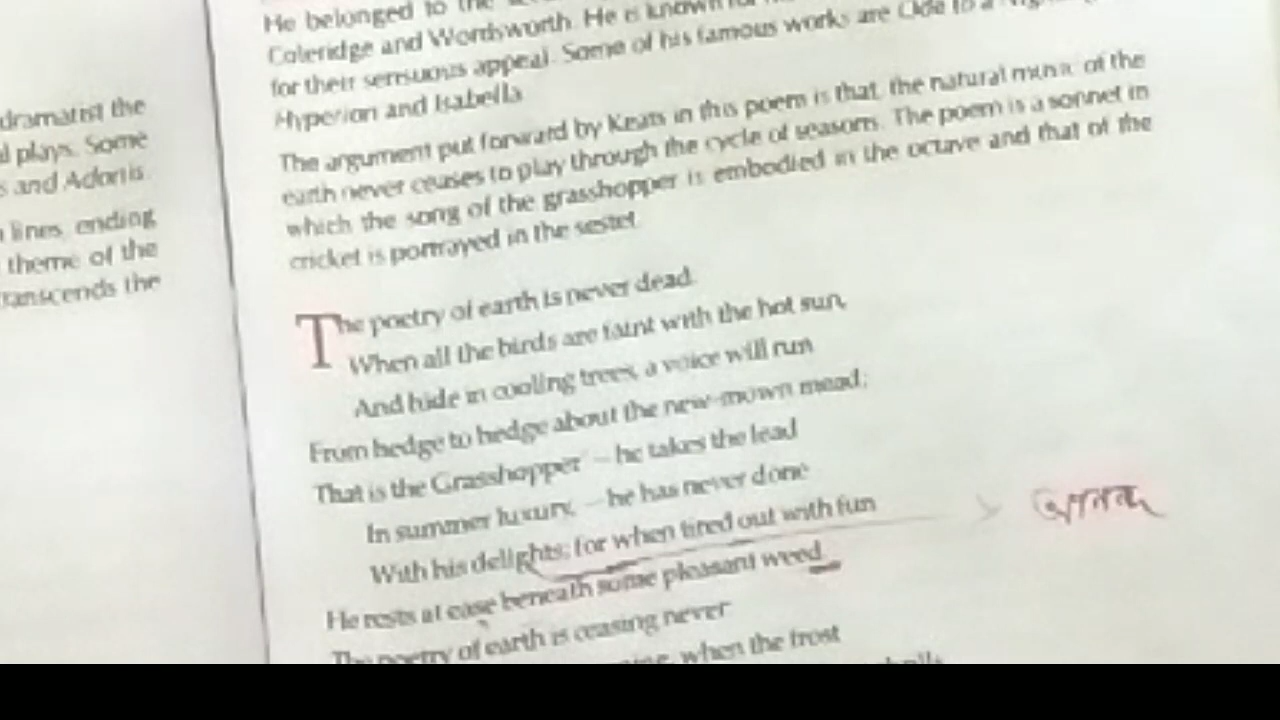 dramatist the
plays. Some
s and Adonis.
lines, ending
theme of the
transcends the
He belonged to the
Coleridge and Wordsworth. He is known for
for their sensuous appeal. Some of his famous works are Ode to a
Hyperion and Isabella.
The argument put forward by Keats in this poem is that, the natural music of the
earth never ceases to play through the cycle of seasons. The poem is a sonnet in
which the song of the grasshopper is embodied in the octave and that of the
cricket is portrayed in the sestet.
The poetry of earth is never dead.
When all the birds are faint with the hot sun,
And hide in cooling trees, a voice will run
From hedge to hedge about the new-mown mead;
That is the Grasshopper's – he takes the lead
In summer luxury, – he has never done
With his delights; for when tired out with fun
He rests at ease beneath some pleasant weed.
The poetry of earth is ceasing never
when the frost